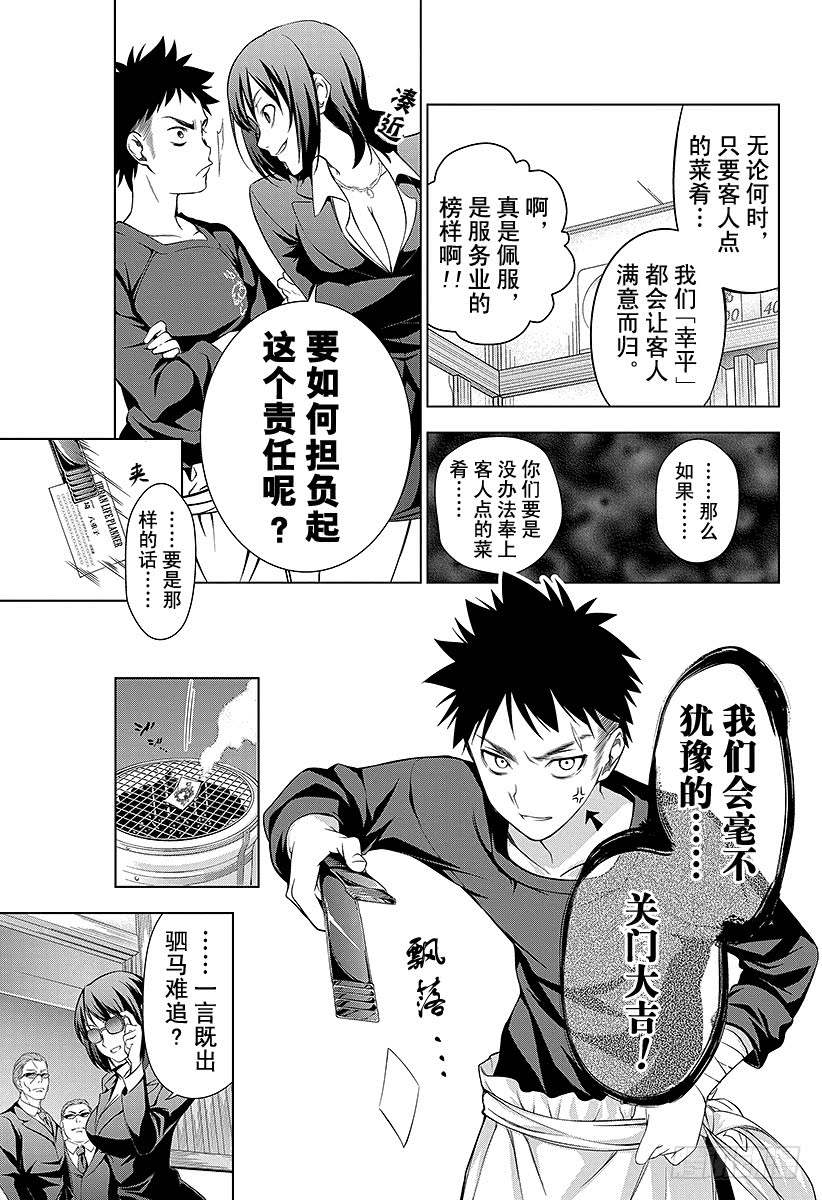 无论何时，
只要客人点
的菜肴…
我们「幸平」
都会让客人
满意而归。
啊，
真是佩服，
是服务业的
榜样啊！！
00
40
凑近
……那么
如果……
你们要是
没办法奉上
客人点的菜
肴……
要如何担负起
这个责任呢？
夹
URBAN LIFE PLANNER
……要是那
样的话……
我们会毫不
犹豫的……
关门大吉！
飘落…
……一言既出
驷马难追？